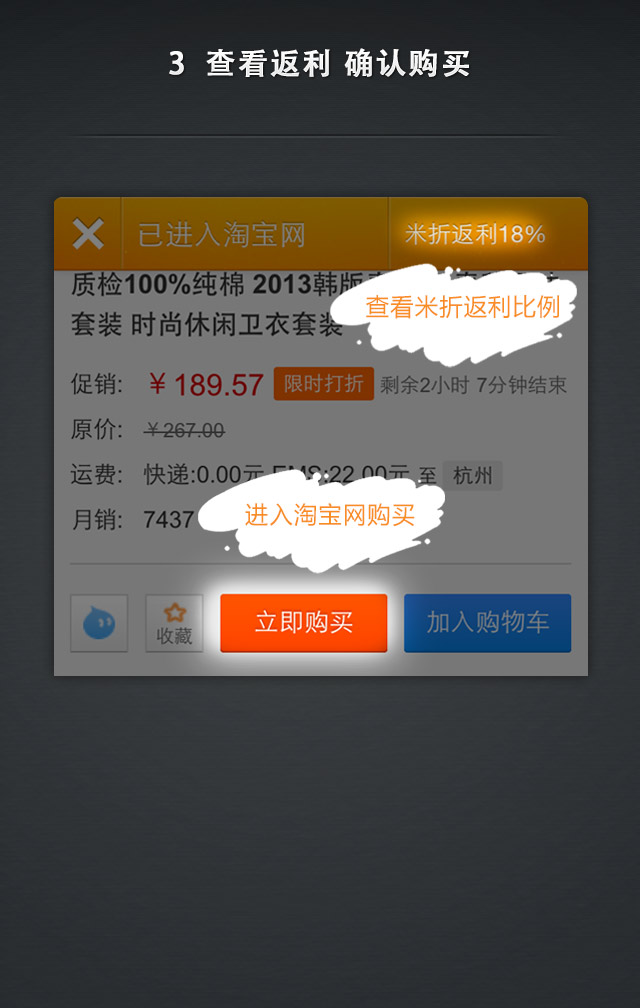 3 查看返利 确认购买
已进入淘宝网
米折返利18%
质检100%纯棉 2013韩版
查看米折返利比例
套装 时尚休闲卫衣套装
促销: ￥189.57 限时打折 剩余2小时 7分钟结束
原价: ￥267.00
运费: 快递:0.00元 EMS:22.00元 至 杭州
月销: 7437
进入淘宝网购买
收藏
立即购买
加入购物车